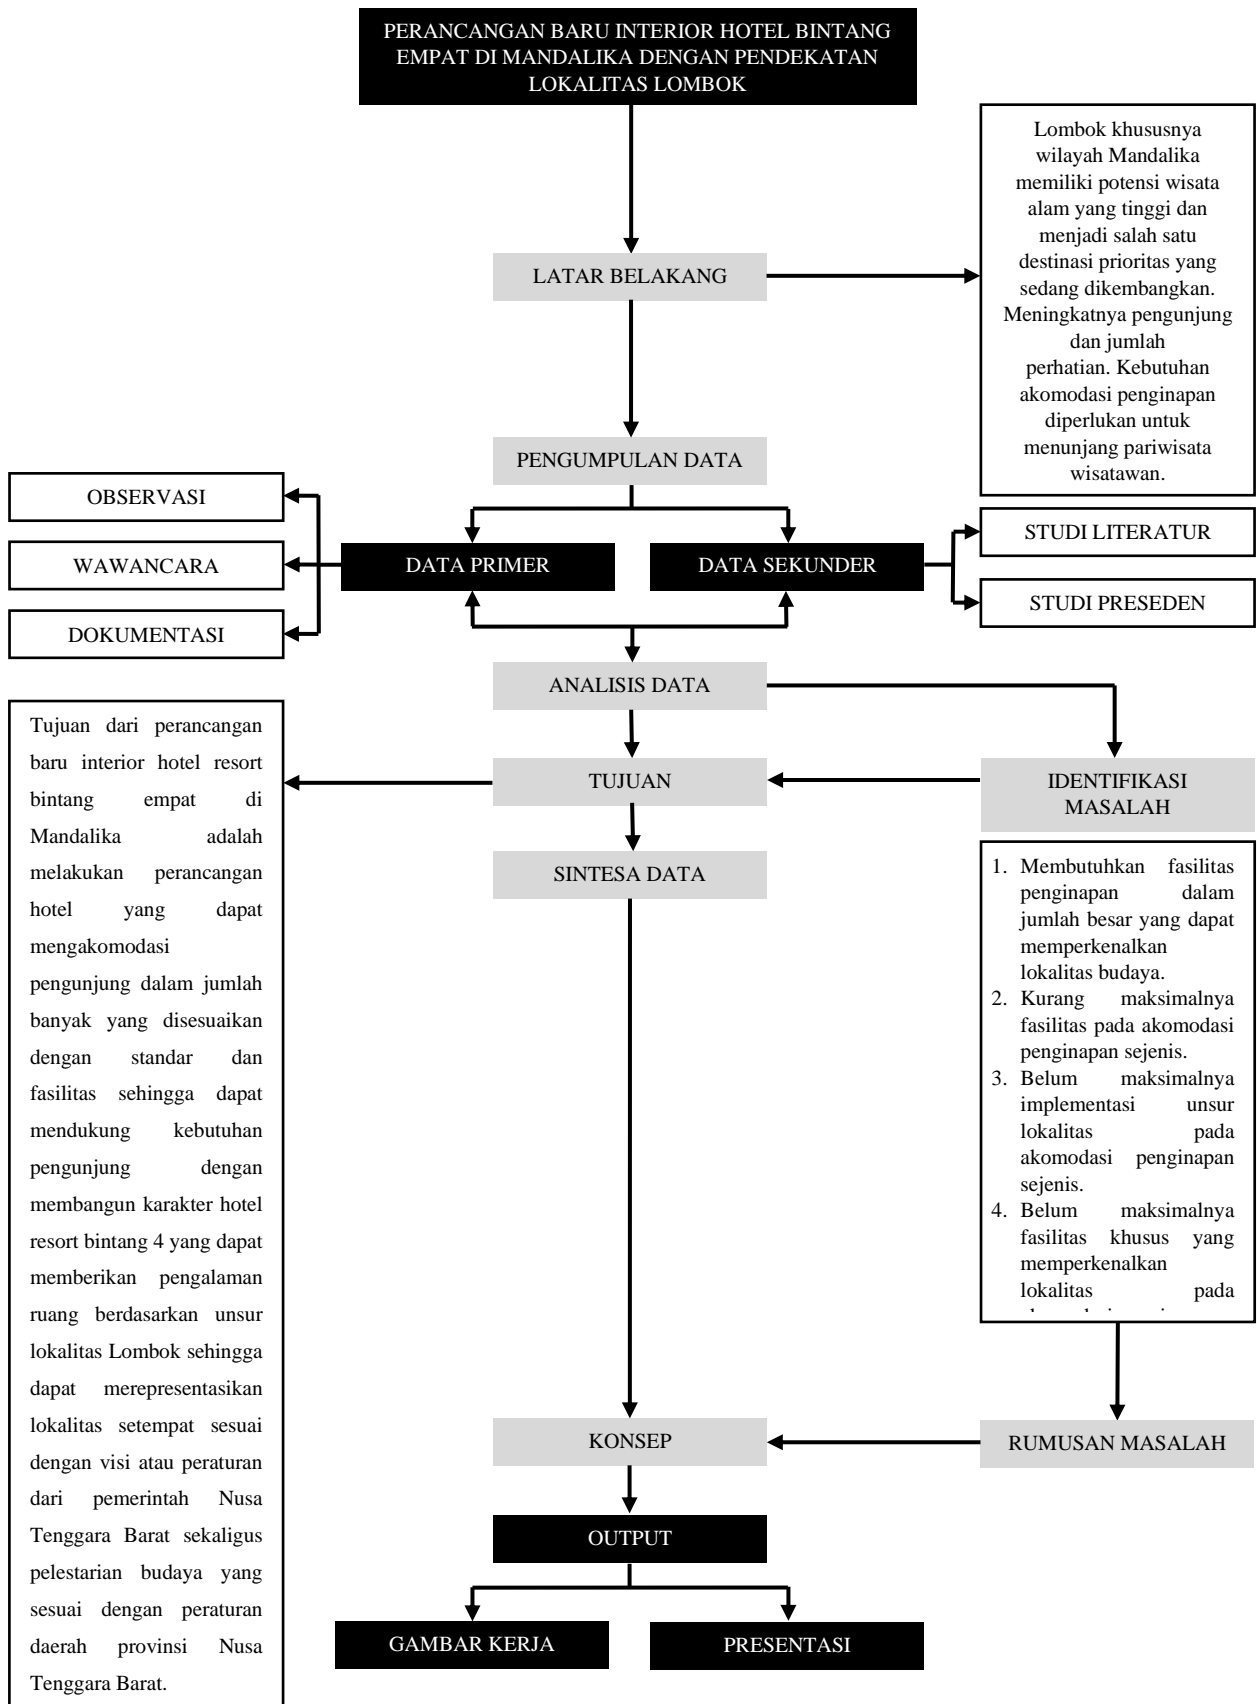 PERANCANGAN BARU INTERIOR HOTEL BINTANG
EMPAT DI MANDALIKA DENGAN PENDEKATAN
LOKALITAS LOMBOK
Lombok khususnya
wilayah Mandalika
memiliki potensi wisata
alam yang tinggi dan
menjadi salah satu
destinasi prioritas yang
sedang dikembangkan.
Meningkatnya pengunjung
dan jumlah
perhatian. Kebutuhan
akomodasi penginapan
diperlukan untuk
menunjang pariwisata
wisatawan.
LATAR BELAKANG
PENGUMPULAN DATA
OBSERVASI
WAWANCARA
DOKUMENTASI
DATA PRIMER
DATA SEKUNDER
STUDI LITERATUR
STUDI PRESEDEN
ANALISIS DATA
TUJUAN
IDENTIFIKASI
MASALAH
SINTESA DATA
Tujuan dari perancangan
baru interior hotel resort
bintang empat di
Mandalika adalah
melakukan perancangan
hotel yang dapat
mengakomodasi
pengunjung dalam jumlah
banyak yang disesuaikan
dengan standar dan
fasilitas sehingga dapat
mendukung kebutuhan
pengunjung dengan
membangun karakter hotel
resort bintang 4 yang dapat
memberikan pengalaman
ruang berdasarkan unsur
lokalitas Lombok sehingga
dapat merepresentasikan
lokalitas setempat sesuai
dengan visi atau peraturan
dari pemerintah Nusa
Tenggara Barat sekaligus
pelestarian budaya yang
sesuai dengan peraturan
daerah provinsi Nusa
Tenggara Barat.
1. Membutuhkan fasilitas
penginapan dalam
jumlah besar yang dapat
memperkenalkan
lokalitas budaya.
2. Kurang maksimalnya
fasilitas pada akomodasi
penginapan sejenis.
3. Belum maksimalnya
implementasi unsur
lokalitas pada
akomodasi penginapan
sejenis.
4. Belum maksimalnya
fasilitas khusus yang
memperkenalkan
lokalitas pada
KONSEP
RUMUSAN MASALAH
OUTPUT
GAMBAR KERJA
PRESENTASI